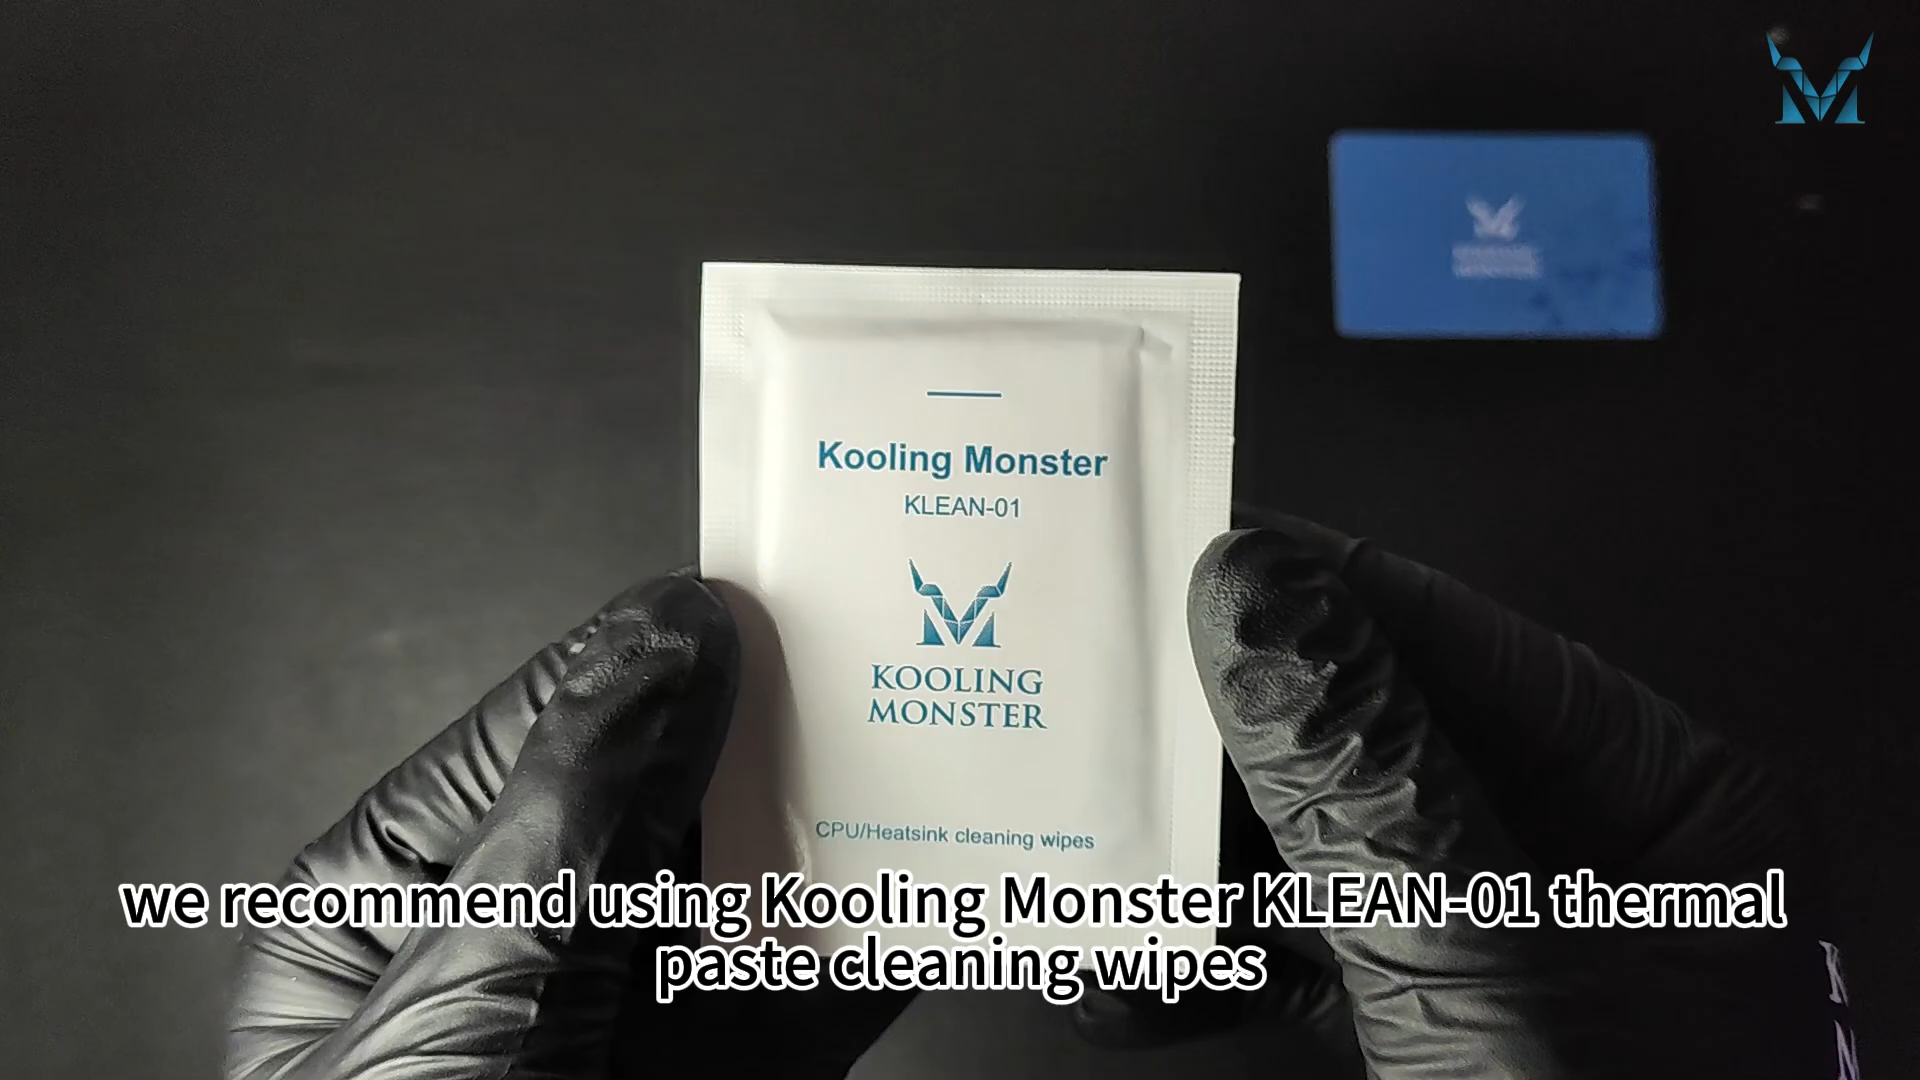 Kooling Monster
KLEAN-01
KOOLING
MONSTER
CPU/Heatsink cleaning wipes
we recommend using Kooling Monster KLEAN-01 thermal
paste cleaning wipes